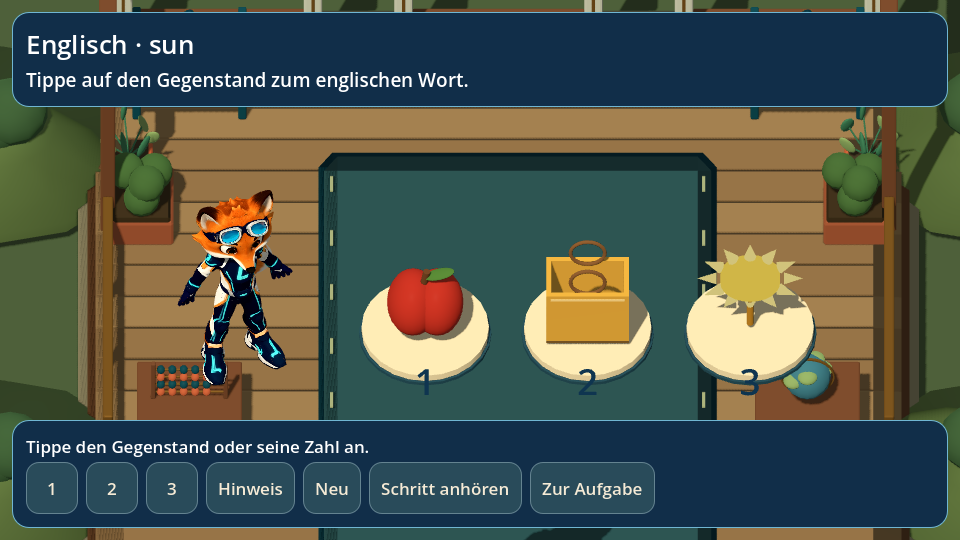 Englisch · sun
Tippe auf den Gegenstand zum englischen Wort.
1 2 3
Tippe den Gegenstand oder seine Zahl an.
1 2 3 Hinweis Neu Schritt anhören Zur Aufgabe